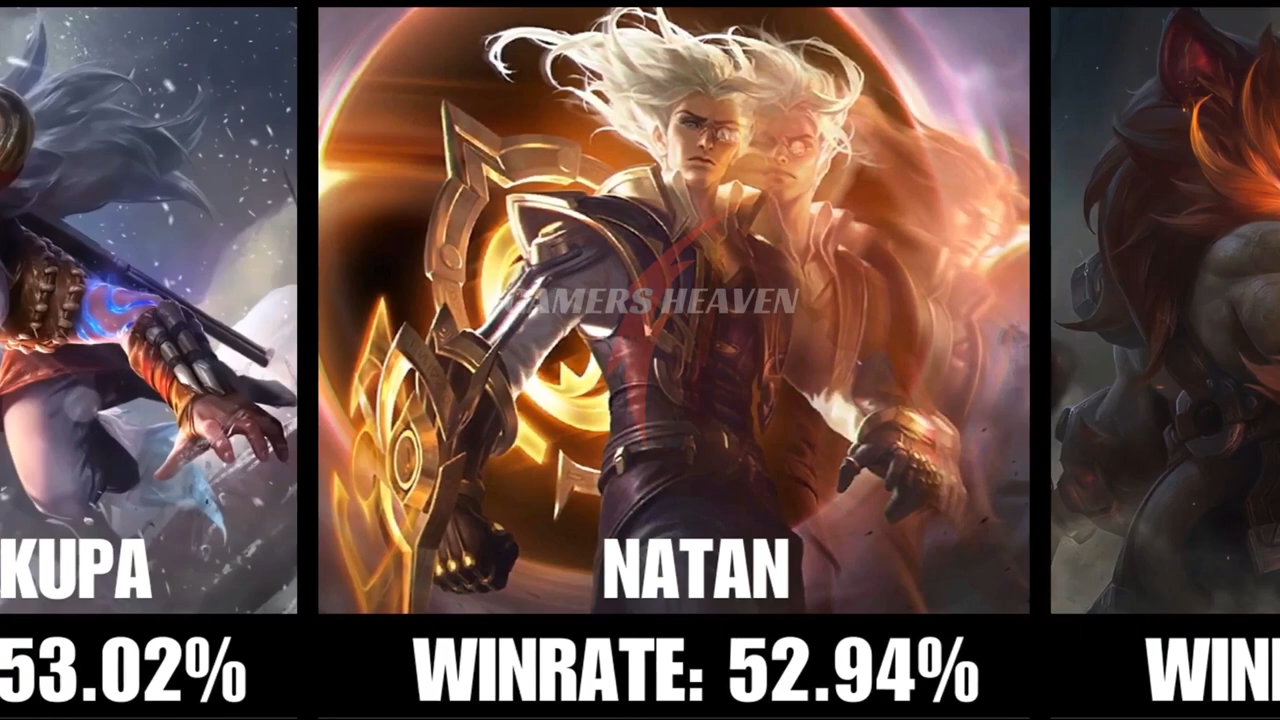 GAMERS HEAVEN
KUPA
NATAN
53.02%
WINRATE: 52.94%
WIN